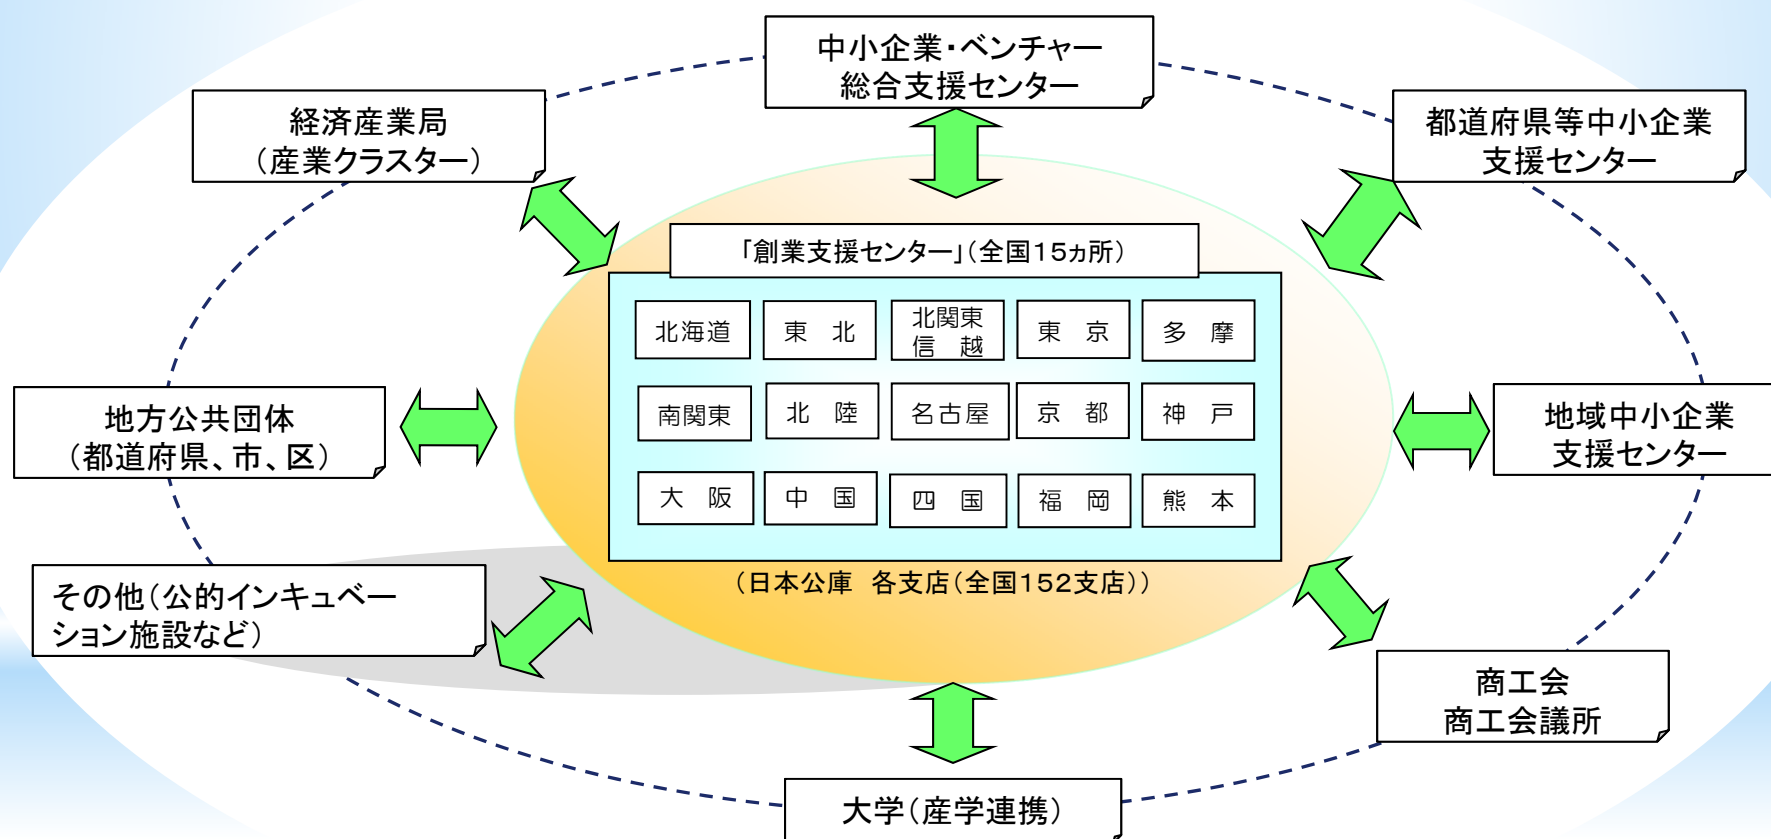 中小企業・ベンチャー
総合支援センター
経済産業局
（産業クラスター）
都道府県等中小企業
支援センター
「創業支援センター」（全国15ヵ所）
北海道
東　北
北関東
信　越
東　京
多　摩
南関東
北　陸
名古屋
京　都
神　戸
大　阪
中　国
四　国
福　岡
熊　本
地方公共団体
（都道府県、市、区）
地域中小企業
支援センター
（日本公庫　各支店（全国152支店））
その他（公的インキュベー
ション施設など）
商工会
商工会議所
大学（産学連携）